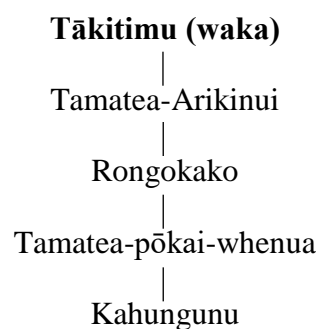 Tākitimu (waka)
Tamatea-Arikinui
Rongokako
Tamatea-pōkai-whenua
Kahungunu